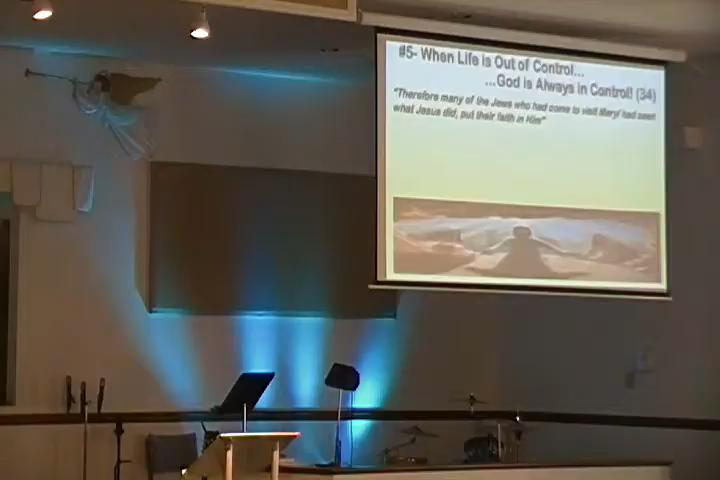 #5- When Life is Out of Control...
...God is Always in Control! (34)
"Therefore many of the Jews who had come to visit Mary/ had seen
what Jesus did, put their faith in Him"